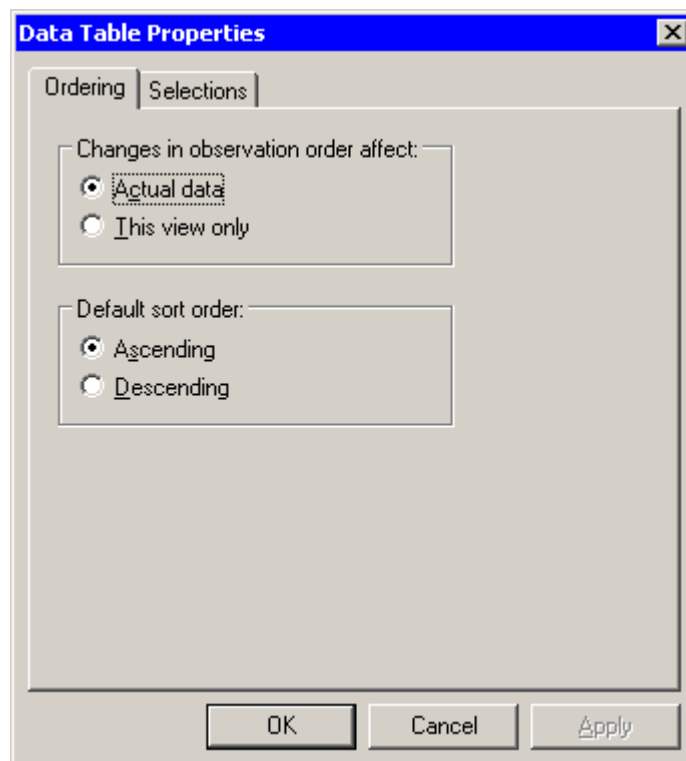 Data Table Properties
Ordering Selections
Changes in observation order affect:
Actual data
This view only
Default sort order:
Ascending
Descending
OK Cancel Apply